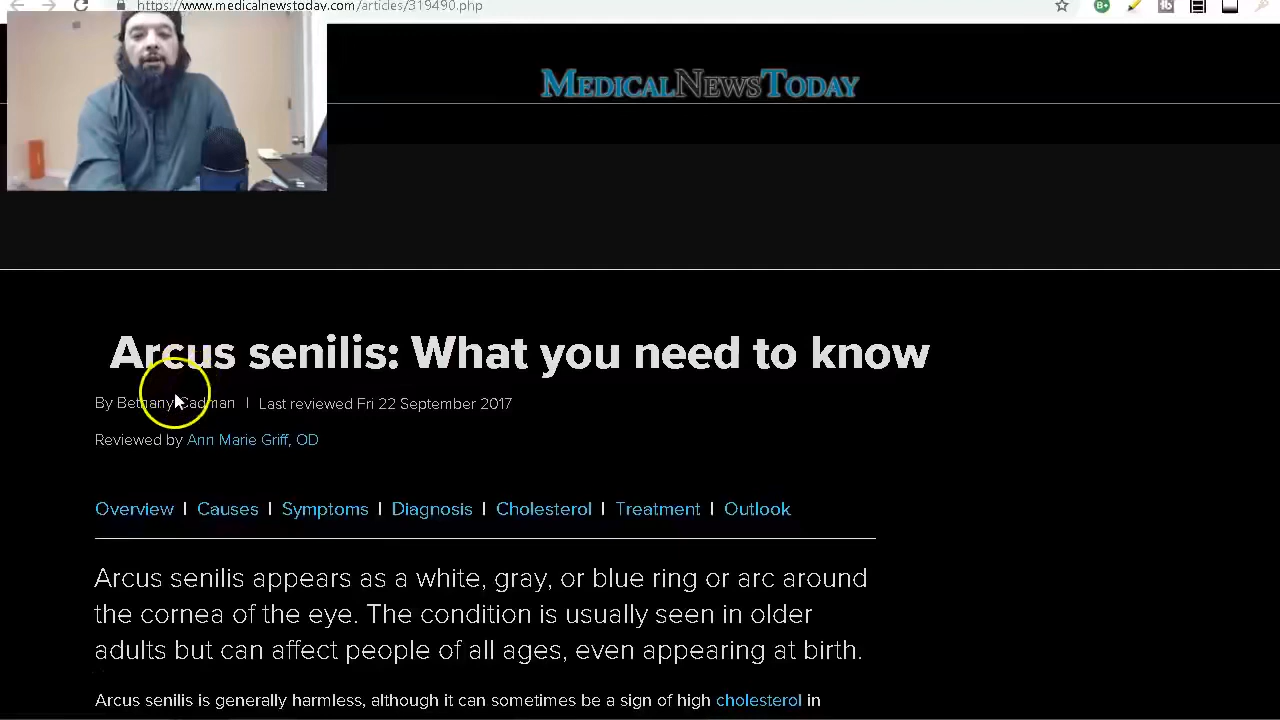 https://www.medicalnewstoday.com/articles/319490.php
MEDICALNEWSTODAY
Arcus senilis: What you need to know
By Bethany Cadman | Last reviewed Fri 22 September 2017
Reviewed by Ann Marie Griff, OD
Overview | Causes | Symptoms | Diagnosis | Cholesterol | Treatment | Outlook
Arcus senilis appears as a white, gray, or blue ring or arc around
the cornea of the eye. The condition is usually seen in older
adults but can affect people of all ages, even appearing at birth.
Arcus senilis is generally harmless, although it can sometimes be a sign of high cholesterol in